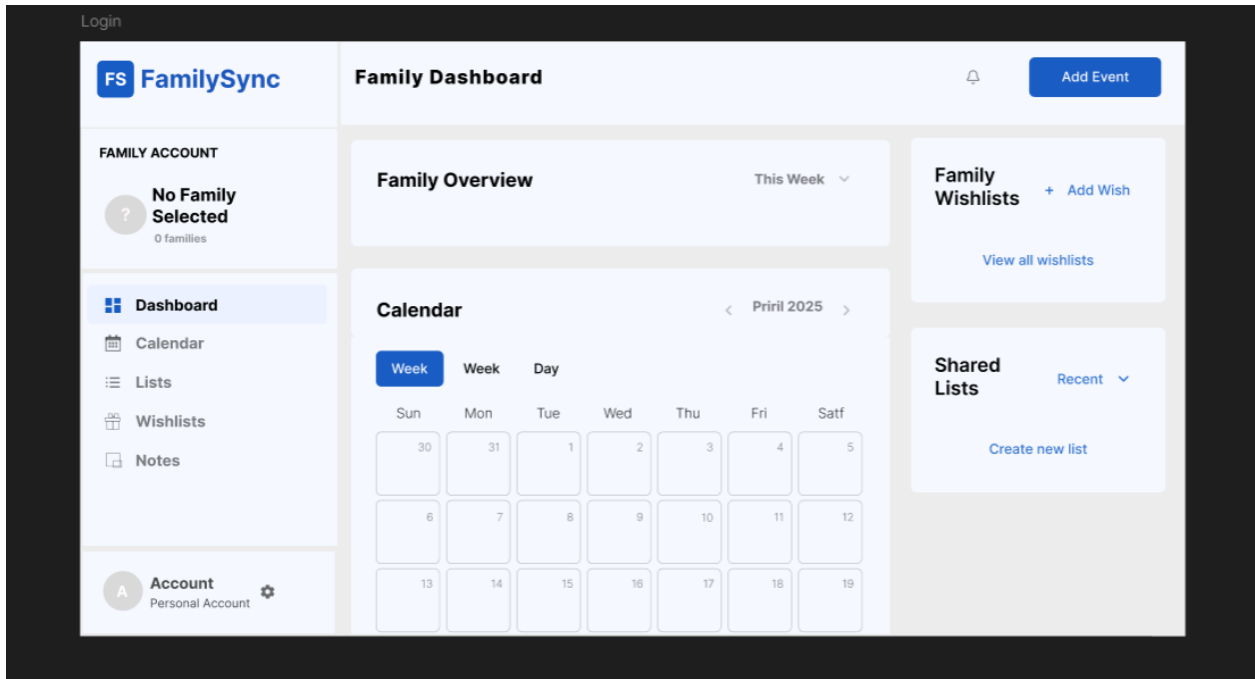 Login
FS FamilySync
Family Dashboard
Add Event
FAMILY ACCOUNT
?
No Family
Selected
0 families
Dashboard
Calendar
Lists
Wishlists
Notes
A
Account
Personal Account
Family Overview
This Week
Calendar
< Priril 2025 >
Week Week Day
Sun Mon Tue Wed Thu Fri Satf
30 31 1 2 3 4 5
6 7 8 9 10 11 12
13 14 15 16 17 18 19
Family
Wishlists
+ Add Wish
View all wishlists
Shared
Lists
Recent
Create new list